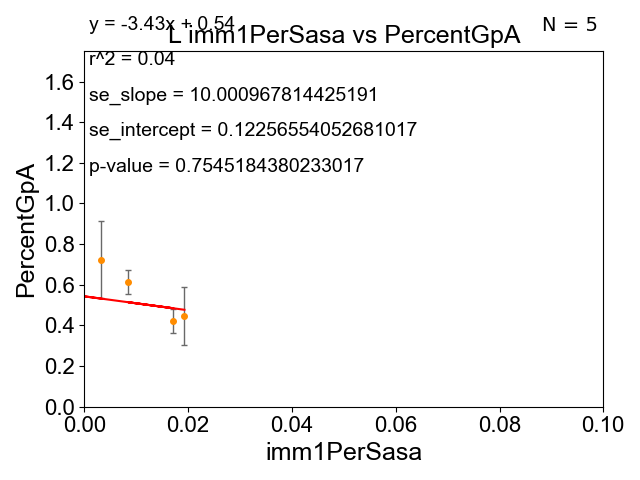 y = -3.43x + 0.54
N = 5
L imm1PerSasa vs PercentGpA
r^2 = 0.04
se_slope = 10.000967814425191
se_intercept = 0.12256554052681017
p-value = 0.7545184380233017
PercentGpA
1.6
1.4
1.2
1.0
0.8
0.6
0.4
0.2
0.0
0.00 0.02 0.04 0.06 0.08 0.10
imm1PerSasa